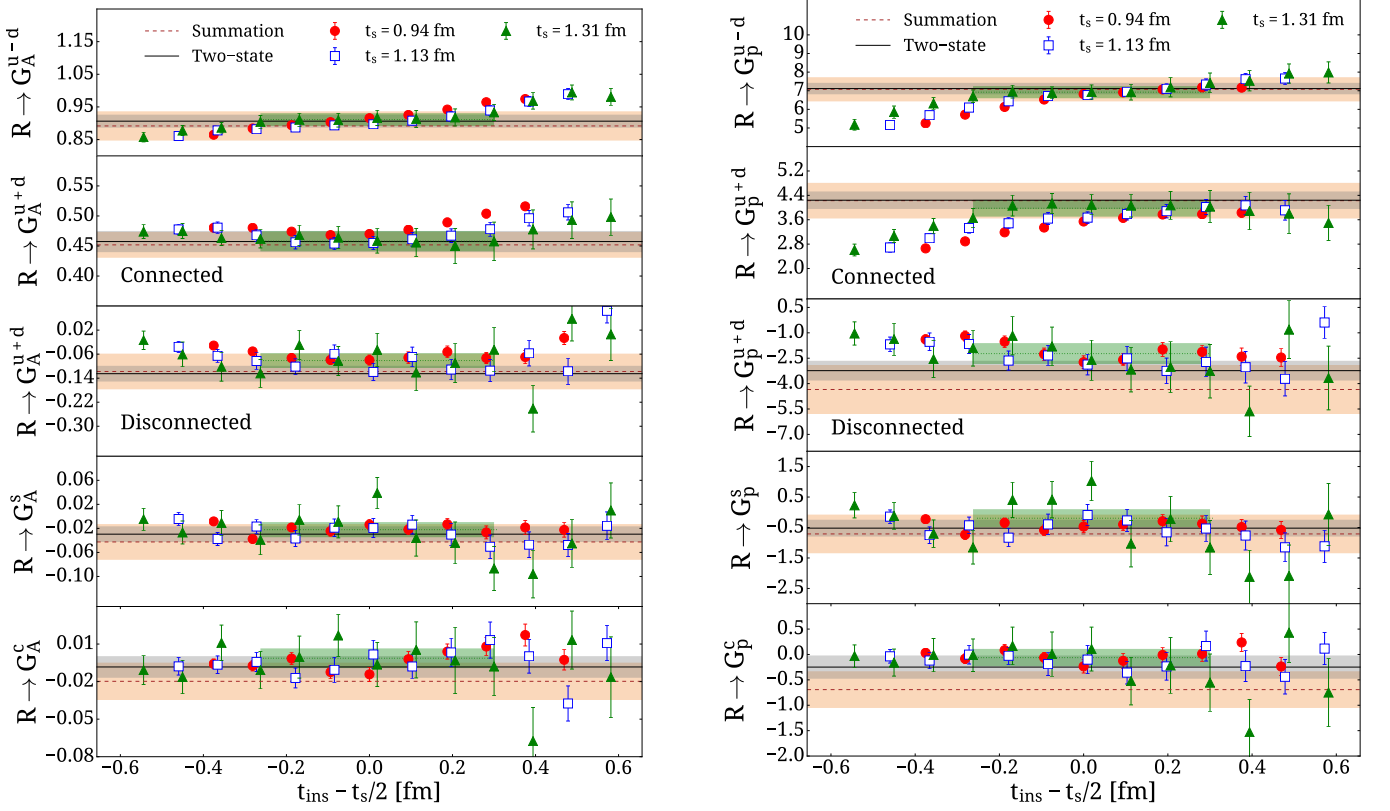 Summation
Two−state
t_s = 0.94 fm
t_s = 1.13 fm
t_s = 1.31 fm
R → G_A^{u−d}
1.15
1.05
0.95
0.85
R → G_A^{u+d}
0.55
0.50
0.45
0.40
Connected
R → G_A^{u+d}
0.02
−0.06
−0.14
−0.22
−0.30
Disconnected
R → G_A^s
0.06
0.02
−0.02
−0.06
−0.10
R → G_A^c
0.01
−0.02
−0.05
−0.08
−0.6 −0.4 −0.2 0.0 0.2 0.4 0.6
t_ins − t_s/2 [fm]
Summation
Two−state
t_s = 0.94 fm
t_s = 1.13 fm
t_s = 1.31 fm
R → G_p^{u−d}
10
9
8
7
6
5
R → G_p^{u+d}
5.2
4.4
3.6
2.8
2.0
Connected
R → G_p^{u+d}
0.5
−1.0
−2.5
−4.0
−5.5
−7.0
Disconnected
R → G_p^s
1.5
0.5
−0.5
−1.5
−2.5
R → G_p^c
0.5
0.0
−0.5
−1.0
−1.5
−2.0
−0.6 −0.4 −0.2 0.0 0.2 0.4 0.6
t_ins − t_s/2 [fm]